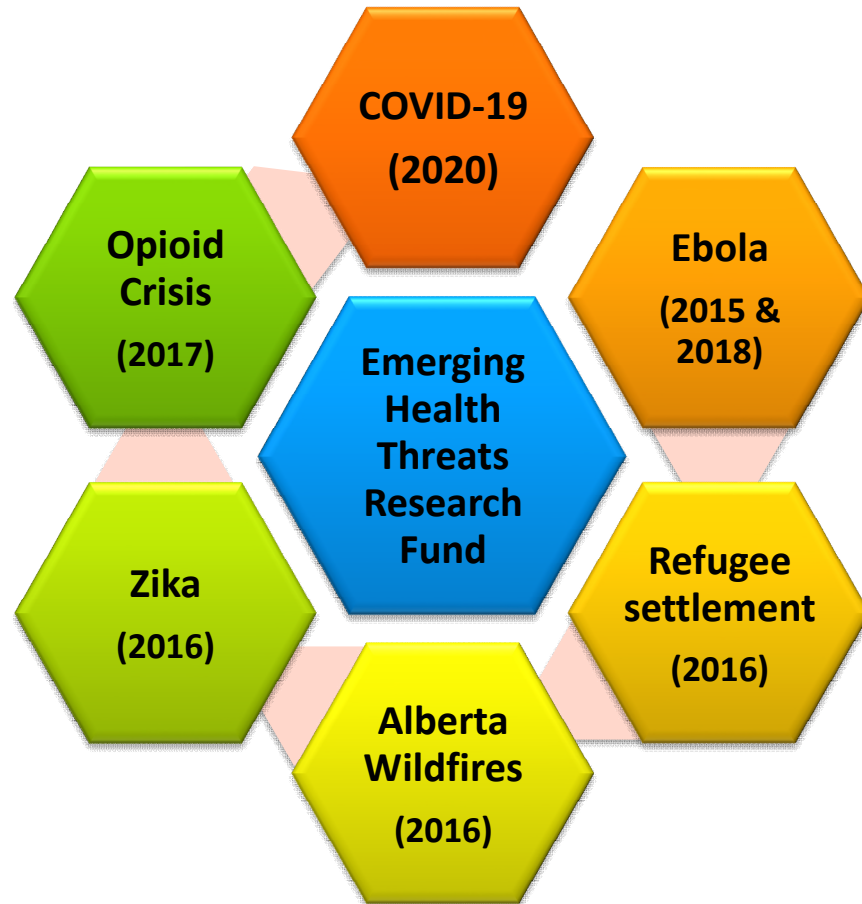 COVID-19
(2020)
Ebola
(2015 &
2018)
Refugee
settlement
(2016)
Alberta
Wildfires
(2016)
Zika
(2016)
Opioid
Crisis
(2017)
Emerging
Health
Threats
Research
Fund